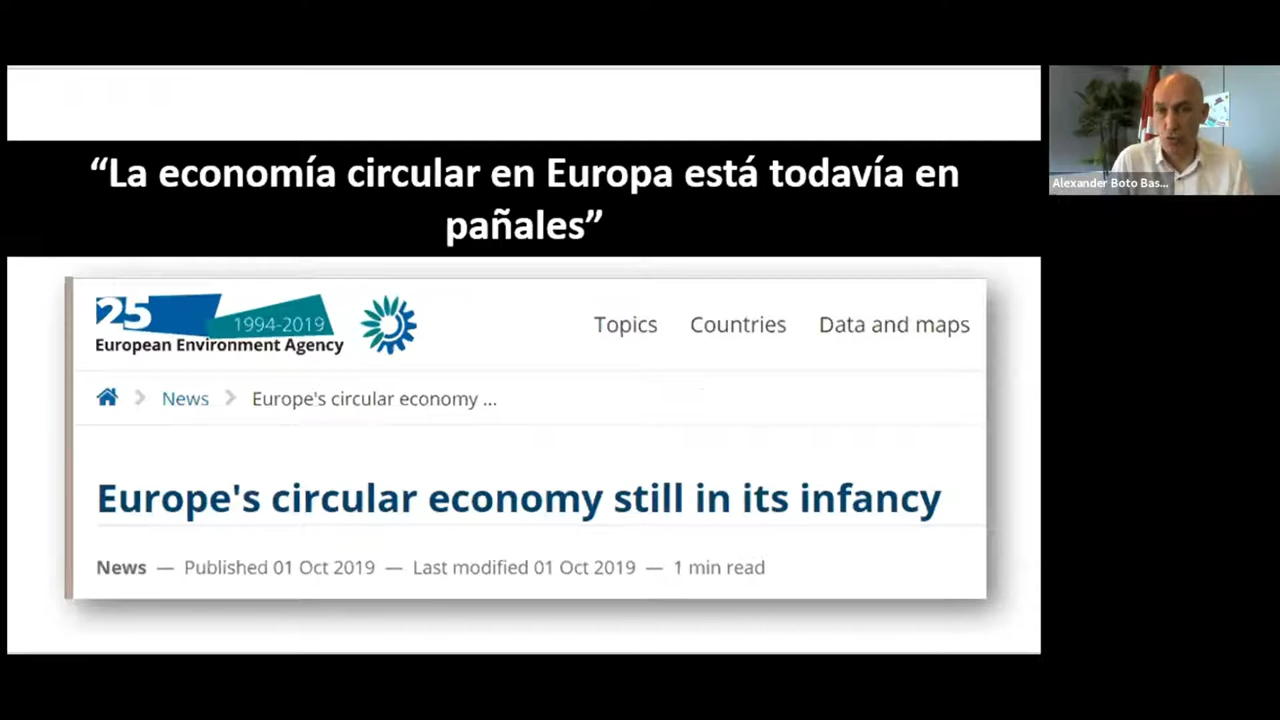 “La economía circular en Europa está todavía en
pañales”
25
1994-2019
European Environment Agency
Topics
Countries
Data and maps
News
Europe's circular economy ...
Europe's circular economy still in its infancy
News — Published 01 Oct 2019 — Last modified 01 Oct 2019 — 1 min read
Alexander Boto Bas...